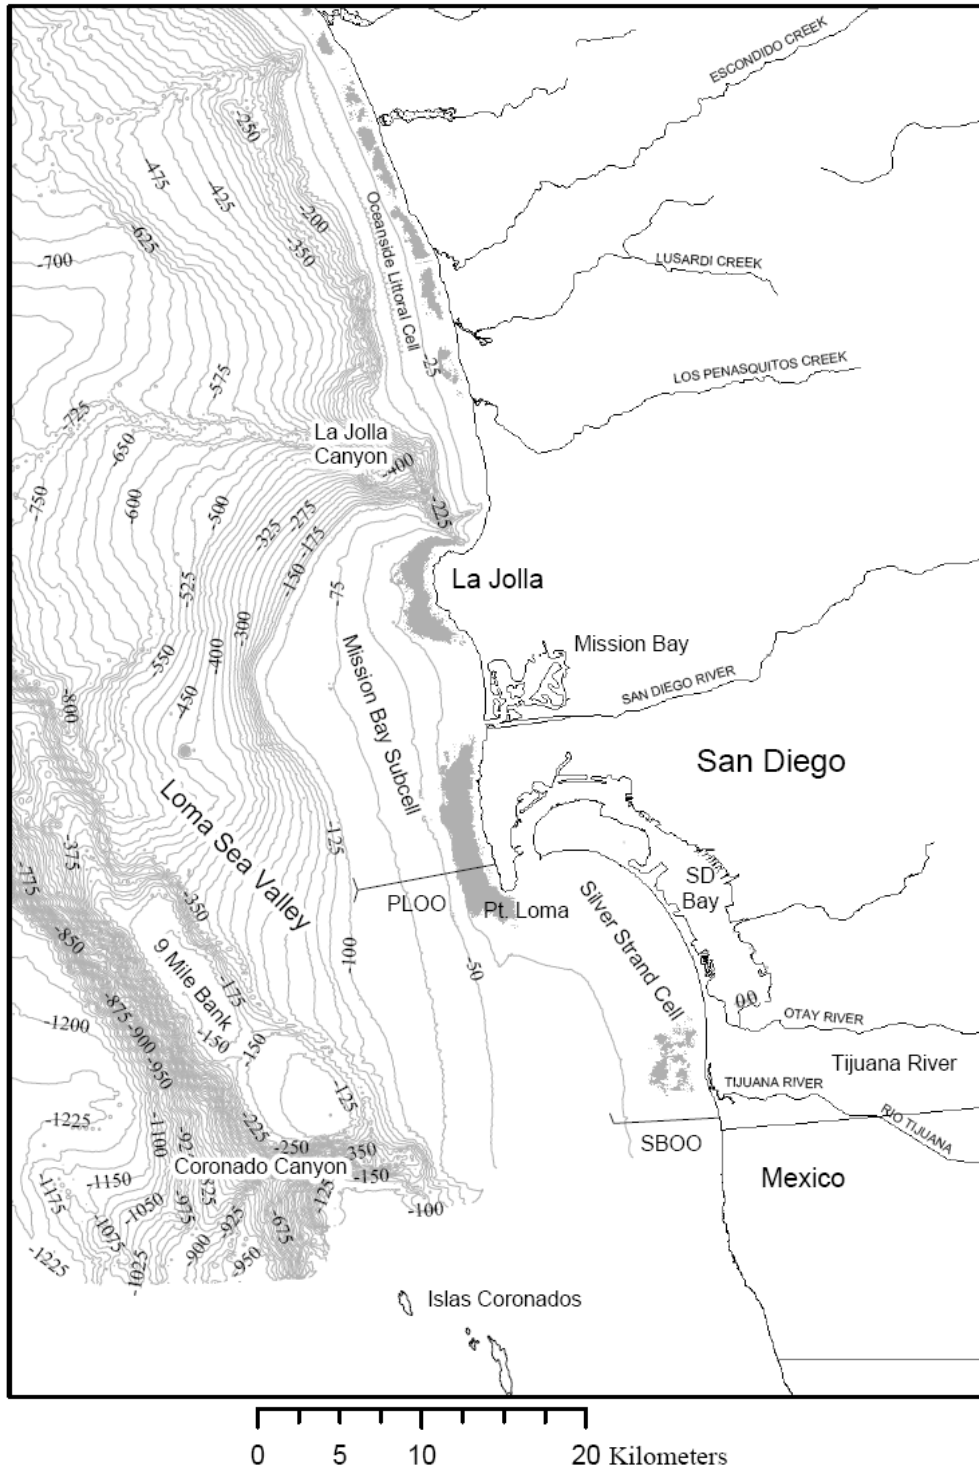 ESCONDIDO CREEK
-250
-475
-425
-200
-625
-350
LUSARDI CREEK
-700
Oceanside Littoral Cell
-25
LOS PENASQUITOS CREEK
-575
-725
La Jolla
Canyon
-650
-400
-750
-600
-500
-325
-275
-225
-175
-150
La Jolla
-525
-75
-300
Mission Bay
-550
-400
Mission Bay Subcell
SAN DIEGO RIVER
-450
-800
San Diego
Loma Sea Valley
-125
-375
-775
SD
Bay
PLOO
Pt. Loma
Silver Strand Cell
-350
-850
9 Mile Bank
-100
-50
-175
-875
-1200
-900
-150
-150
OTAY RIVER
-950
Tijuana River
TIJUANA RIVER
-125
RIO TIJUANA
-1225
-1100
-225
-250
350
SBOO
Coronado Canyon
-150
Mexico
-1175
-1150
-125
-1050
-975
-925
-675
-100
-1075
-900
-950
-1225
-1025
Islas Coronados
0 5 10 20 Kilometers